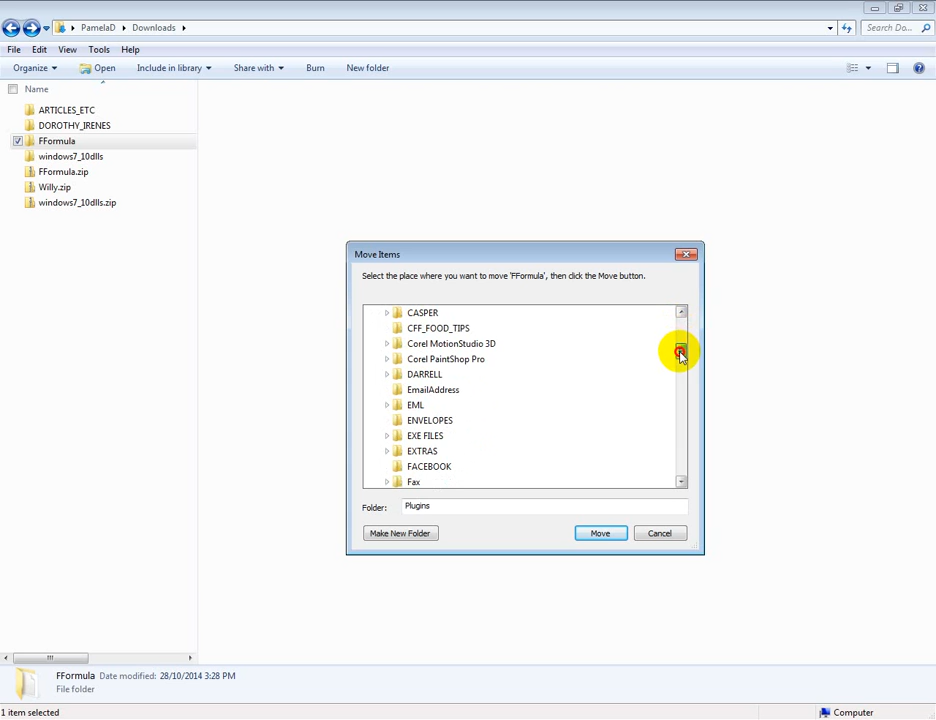 PamelaD
Downloads
Search Do...
File Edit View Tools Help
Organize Open Include in library Share with Burn New folder
Name
ARTICLES_ETC
DOROTHY_IRENES
FFormula
windows7_10dlls
FFormula.zip
Willy.zip
windows7_10dlls.zip
Move Items
Select the place where you want to move 'FFormula', then click the Move button.
CASPER
CFF_FOOD_TIPS
Corel MotionStudio 3D
Corel PaintShop Pro
DARRELL
EmailAddress
EML
ENVELOPES
EXE FILES
EXTRAS
FACEBOOK
Fax
Folder: Plugins
Make New Folder Move Cancel
FFormula Date modified: 28/10/2014 3:28 PM
File folder
1 item selected Computer